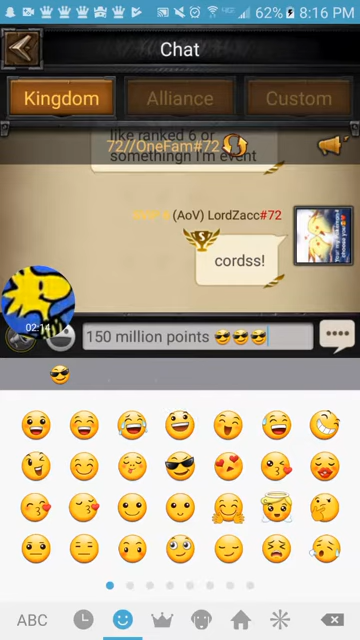 62% 8:16 PM
Chat
Kingdom Alliance Custom
like ranked 6 or
72//OneFam#72
somethingn I'm event
(AoV) LordZacc#72
cordss!
02:14
150 million points 😎😎😎
ABC